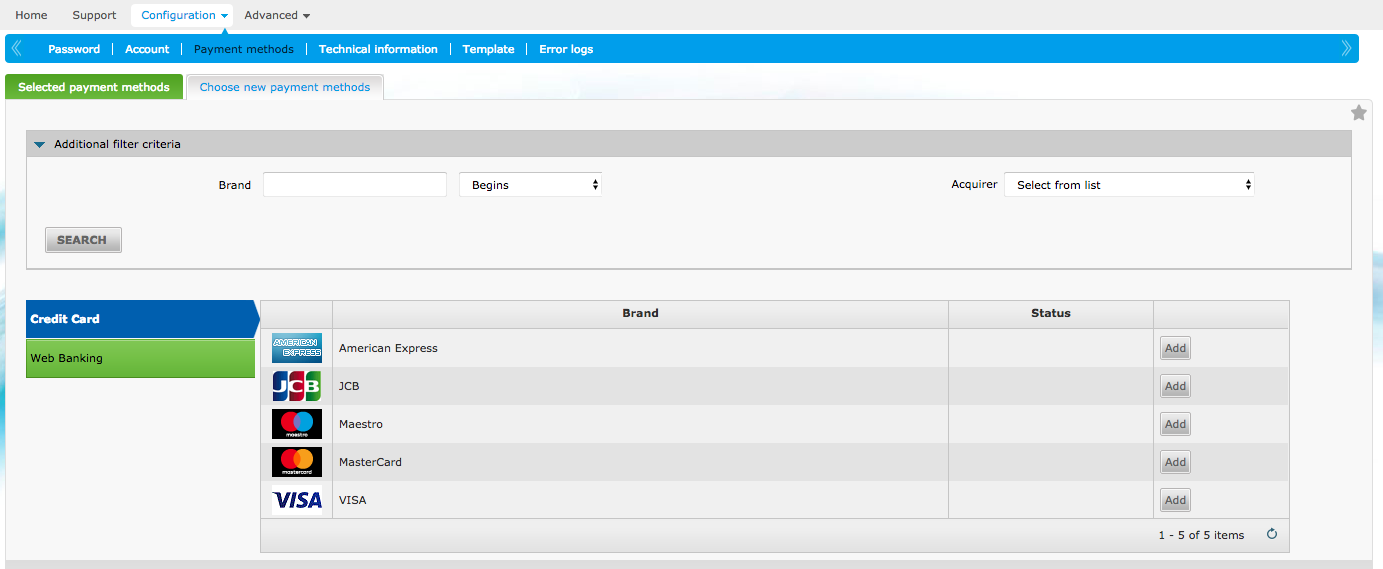 Home Support Configuration Advanced
Password Account Payment methods Technical information Template Error logs
Selected payment methods Choose new payment methods
Additional filter criteria
Brand Begins Acquirer Select from list
SEARCH
Credit Card
Web Banking
Brand Status
AMERICAN EXPRESS American Express Add
JCB JCB Add
maestro Maestro Add
mastercard MasterCard Add
VISA VISA Add
1 - 5 of 5 items